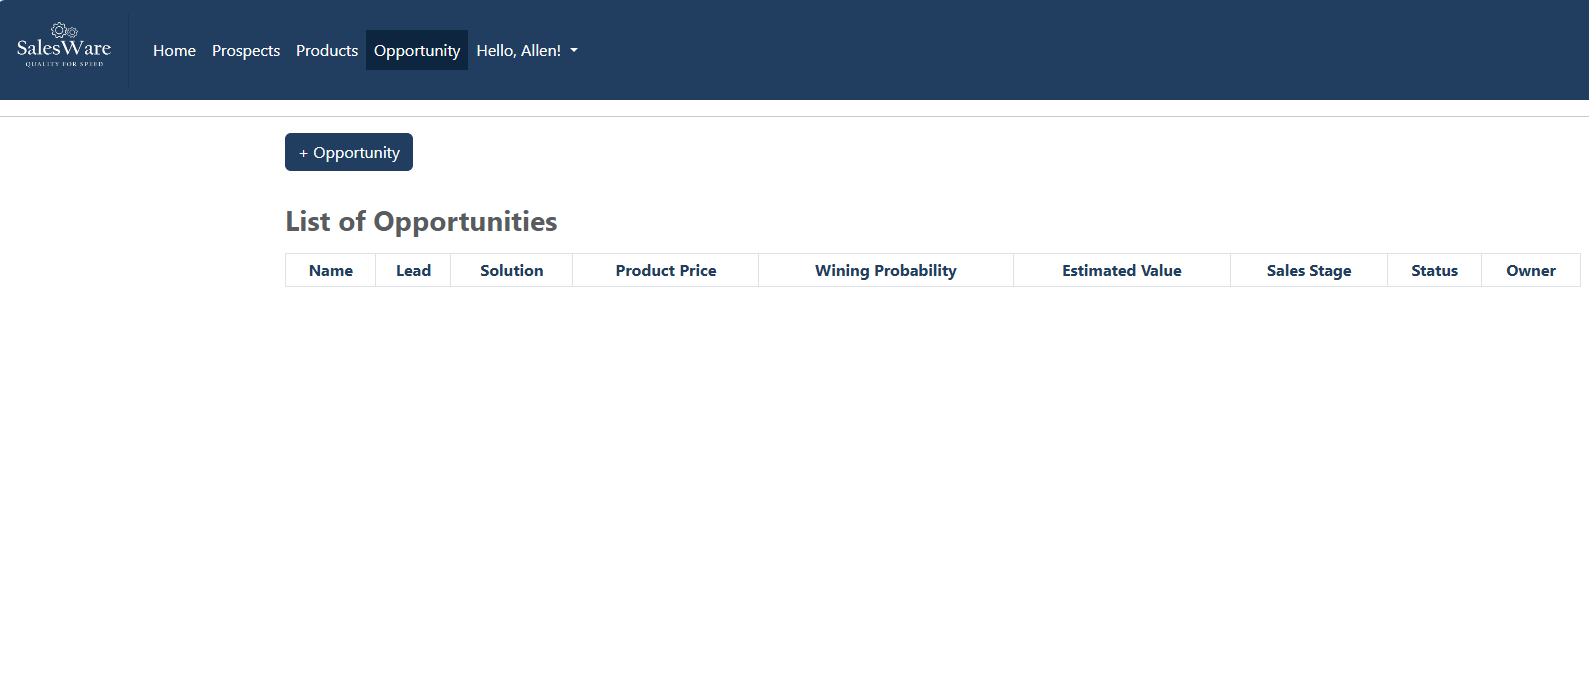 SalesWare
QUALITY FOR SPEED
Home Prospects Products Opportunity Hello, Allen!
+ Opportunity
List of Opportunities
Name Lead Solution Product Price Wining Probability Estimated Value Sales Stage Status Owner